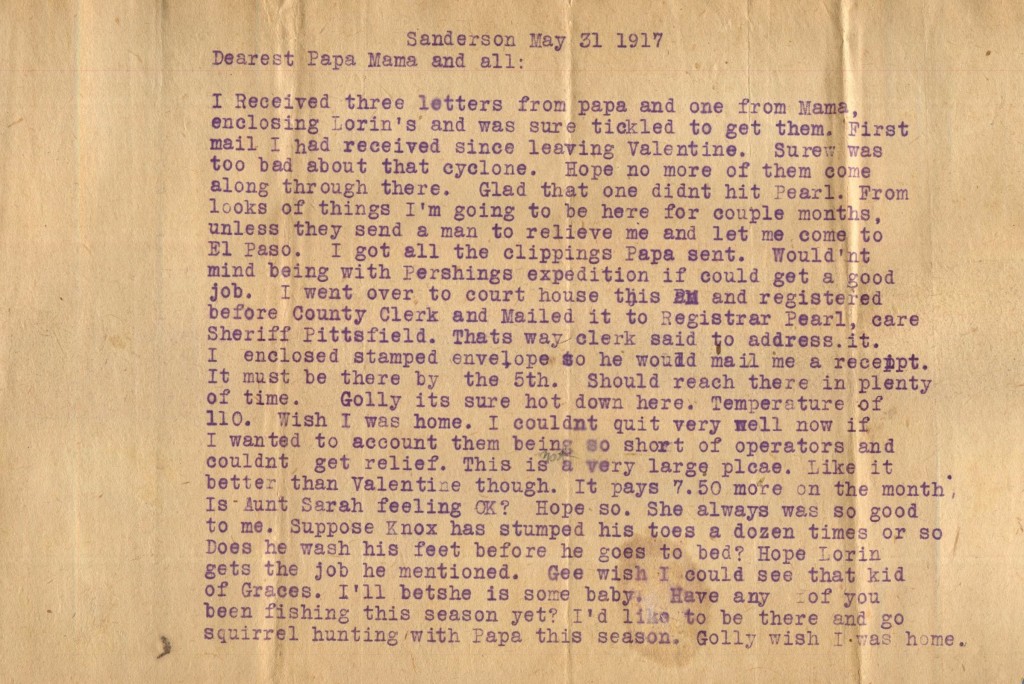 Sanderson May 31 1917
Dearest Papa Mama and all:
I Received three letters from papa and one from Mama,
enclosing Lorin's and was sure tickled to get them. First
mail I had received since leaving Valentine. Surew was
too bad about that cyclone. Hope no more of them come
along through there. Glad that one didnt hit Pearl. From
looks of things I'm going to be here for couple months,
unless they send a man to relieve me and let me come to
El Paso. I got all the clippings Papa sent. Would'nt
mind being with Pershings expedition if could get a good
job. I went over to court house this PM and registered
before County Clerk and Mailed it to Registrar Pearl, care
Sheriff Pittsfield. Thats way clerk said to address.it.
I enclosed stamped envelope so he would mail me a receippt.
It must be there by the 5th. Should reach there in plenty
of time. Golly its sure hot down here. Temperature of
110. Wish I was home. I couldnt quit very well now if
I wanted to account them being so short of operators and
couldnt get relief. This is not a very large plcae. Like it
better than Valentine though. It pays 7.50 more on the month.
Is Aunt Sarah feeling OK? Hope so. She always was so good
to me. Suppose Knox has stumped his toes a dozen times or so
Does he wash his feet before he goes to bed? Hope Lorin
gets the job he mentioned. Gee wish I could see that kid
of Graces. I'll betshe is some baby. Have any of you
been fishing this season yet? I'd like to be there and go
squirrel hunting with Papa this season. Golly wish I was home.